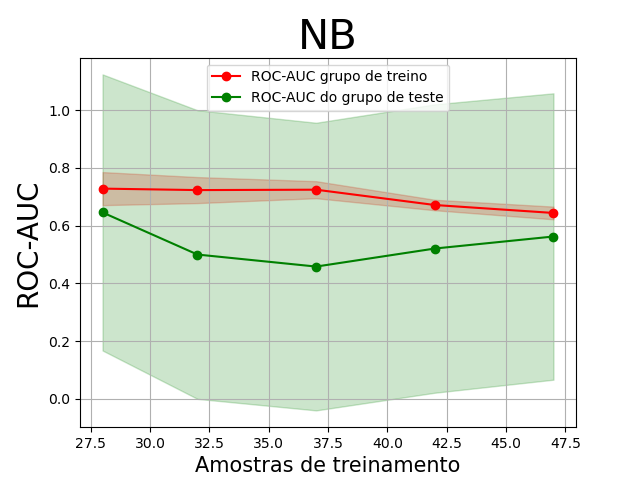 NB
ROC-AUC grupo de treino
ROC-AUC do grupo de teste
ROC-AUC
1.0
0.8
0.6
0.4
0.2
0.0
27.5 30.0 32.5 35.0 37.5 40.0 42.5 45.0 47.5
Amostras de treinamento